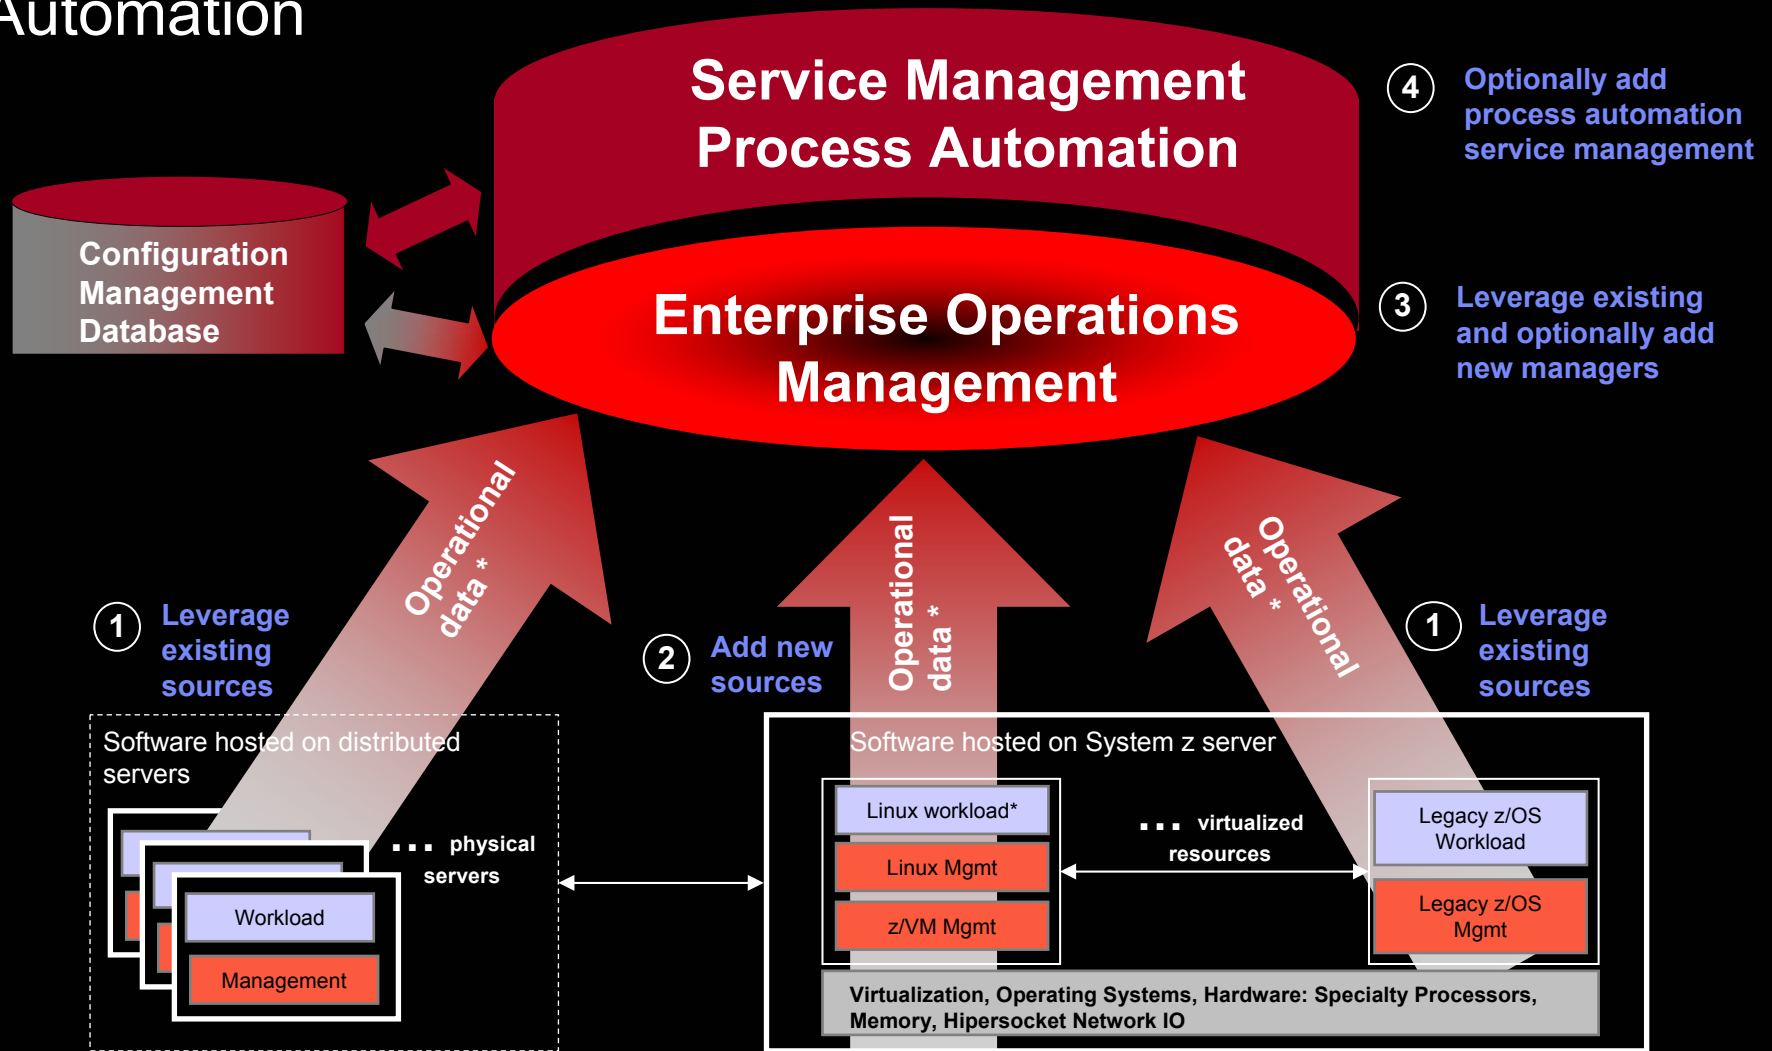 Automation
Service Management
Process Automation
4
Optionally add
process automation
service management
Configuration
Management
Database
Enterprise Operations
Management
3
Leverage existing
and optionally add
new managers
Operational
data *
Operational
data *
Operational
data *
1
Leverage
existing
sources
2
Add new
sources
1
Leverage
existing
sources
Software hosted on distributed
servers
... physical
servers
Workload
Management
Software hosted on System z server
Linux workload*
Linux Mgmt
z/VM Mgmt
... virtualized
resources
Legacy z/OS
Workload
Legacy z/OS
Mgmt
Virtualization, Operating Systems, Hardware: Specialty Processors,
Memory, Hipersocket Network IO